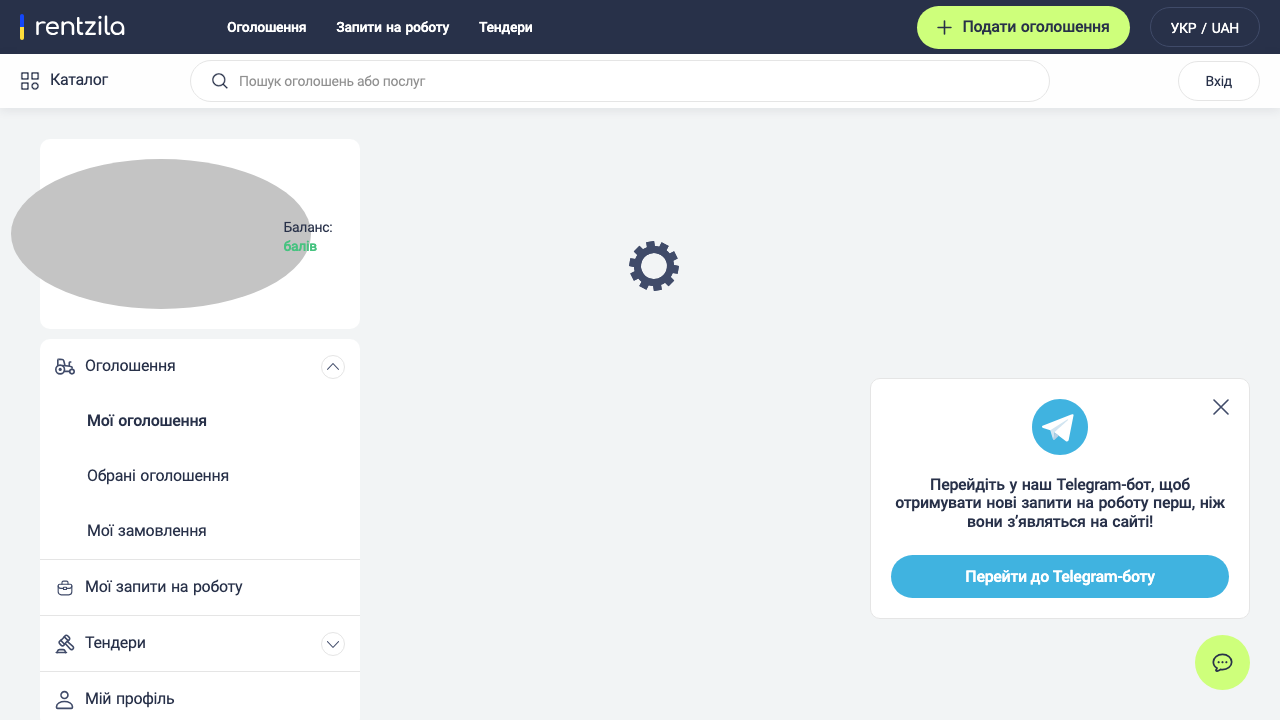 rentzila
Оголошення
Запити на роботу
Тендери
Подати оголошення
УКР / UAH
Каталог
Пошук оголошень або послуг
Вхід
Баланс:
балів
Оголошення
Мої оголошення
Обрані оголошення
Мої замовлення
Мої запити на роботу
Тендери
Мій профіль
Перейдіть у наш Telegram-бот, щоб
отримувати нові запити на роботу перш, ніж
вони з’являться на сайті!
Перейти до Telegram-боту